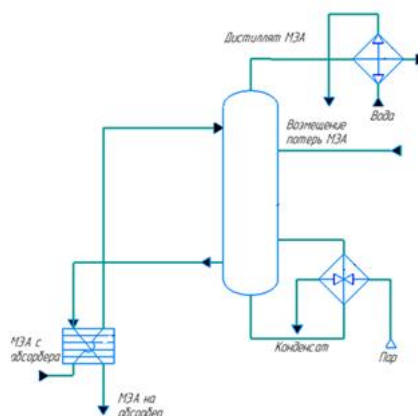 Дистиллят МЭА
Вода
Возмещение
потерь МЭА
Конденсат
Пар
МЭА с
абсорбера
МЭА на
абсорбер